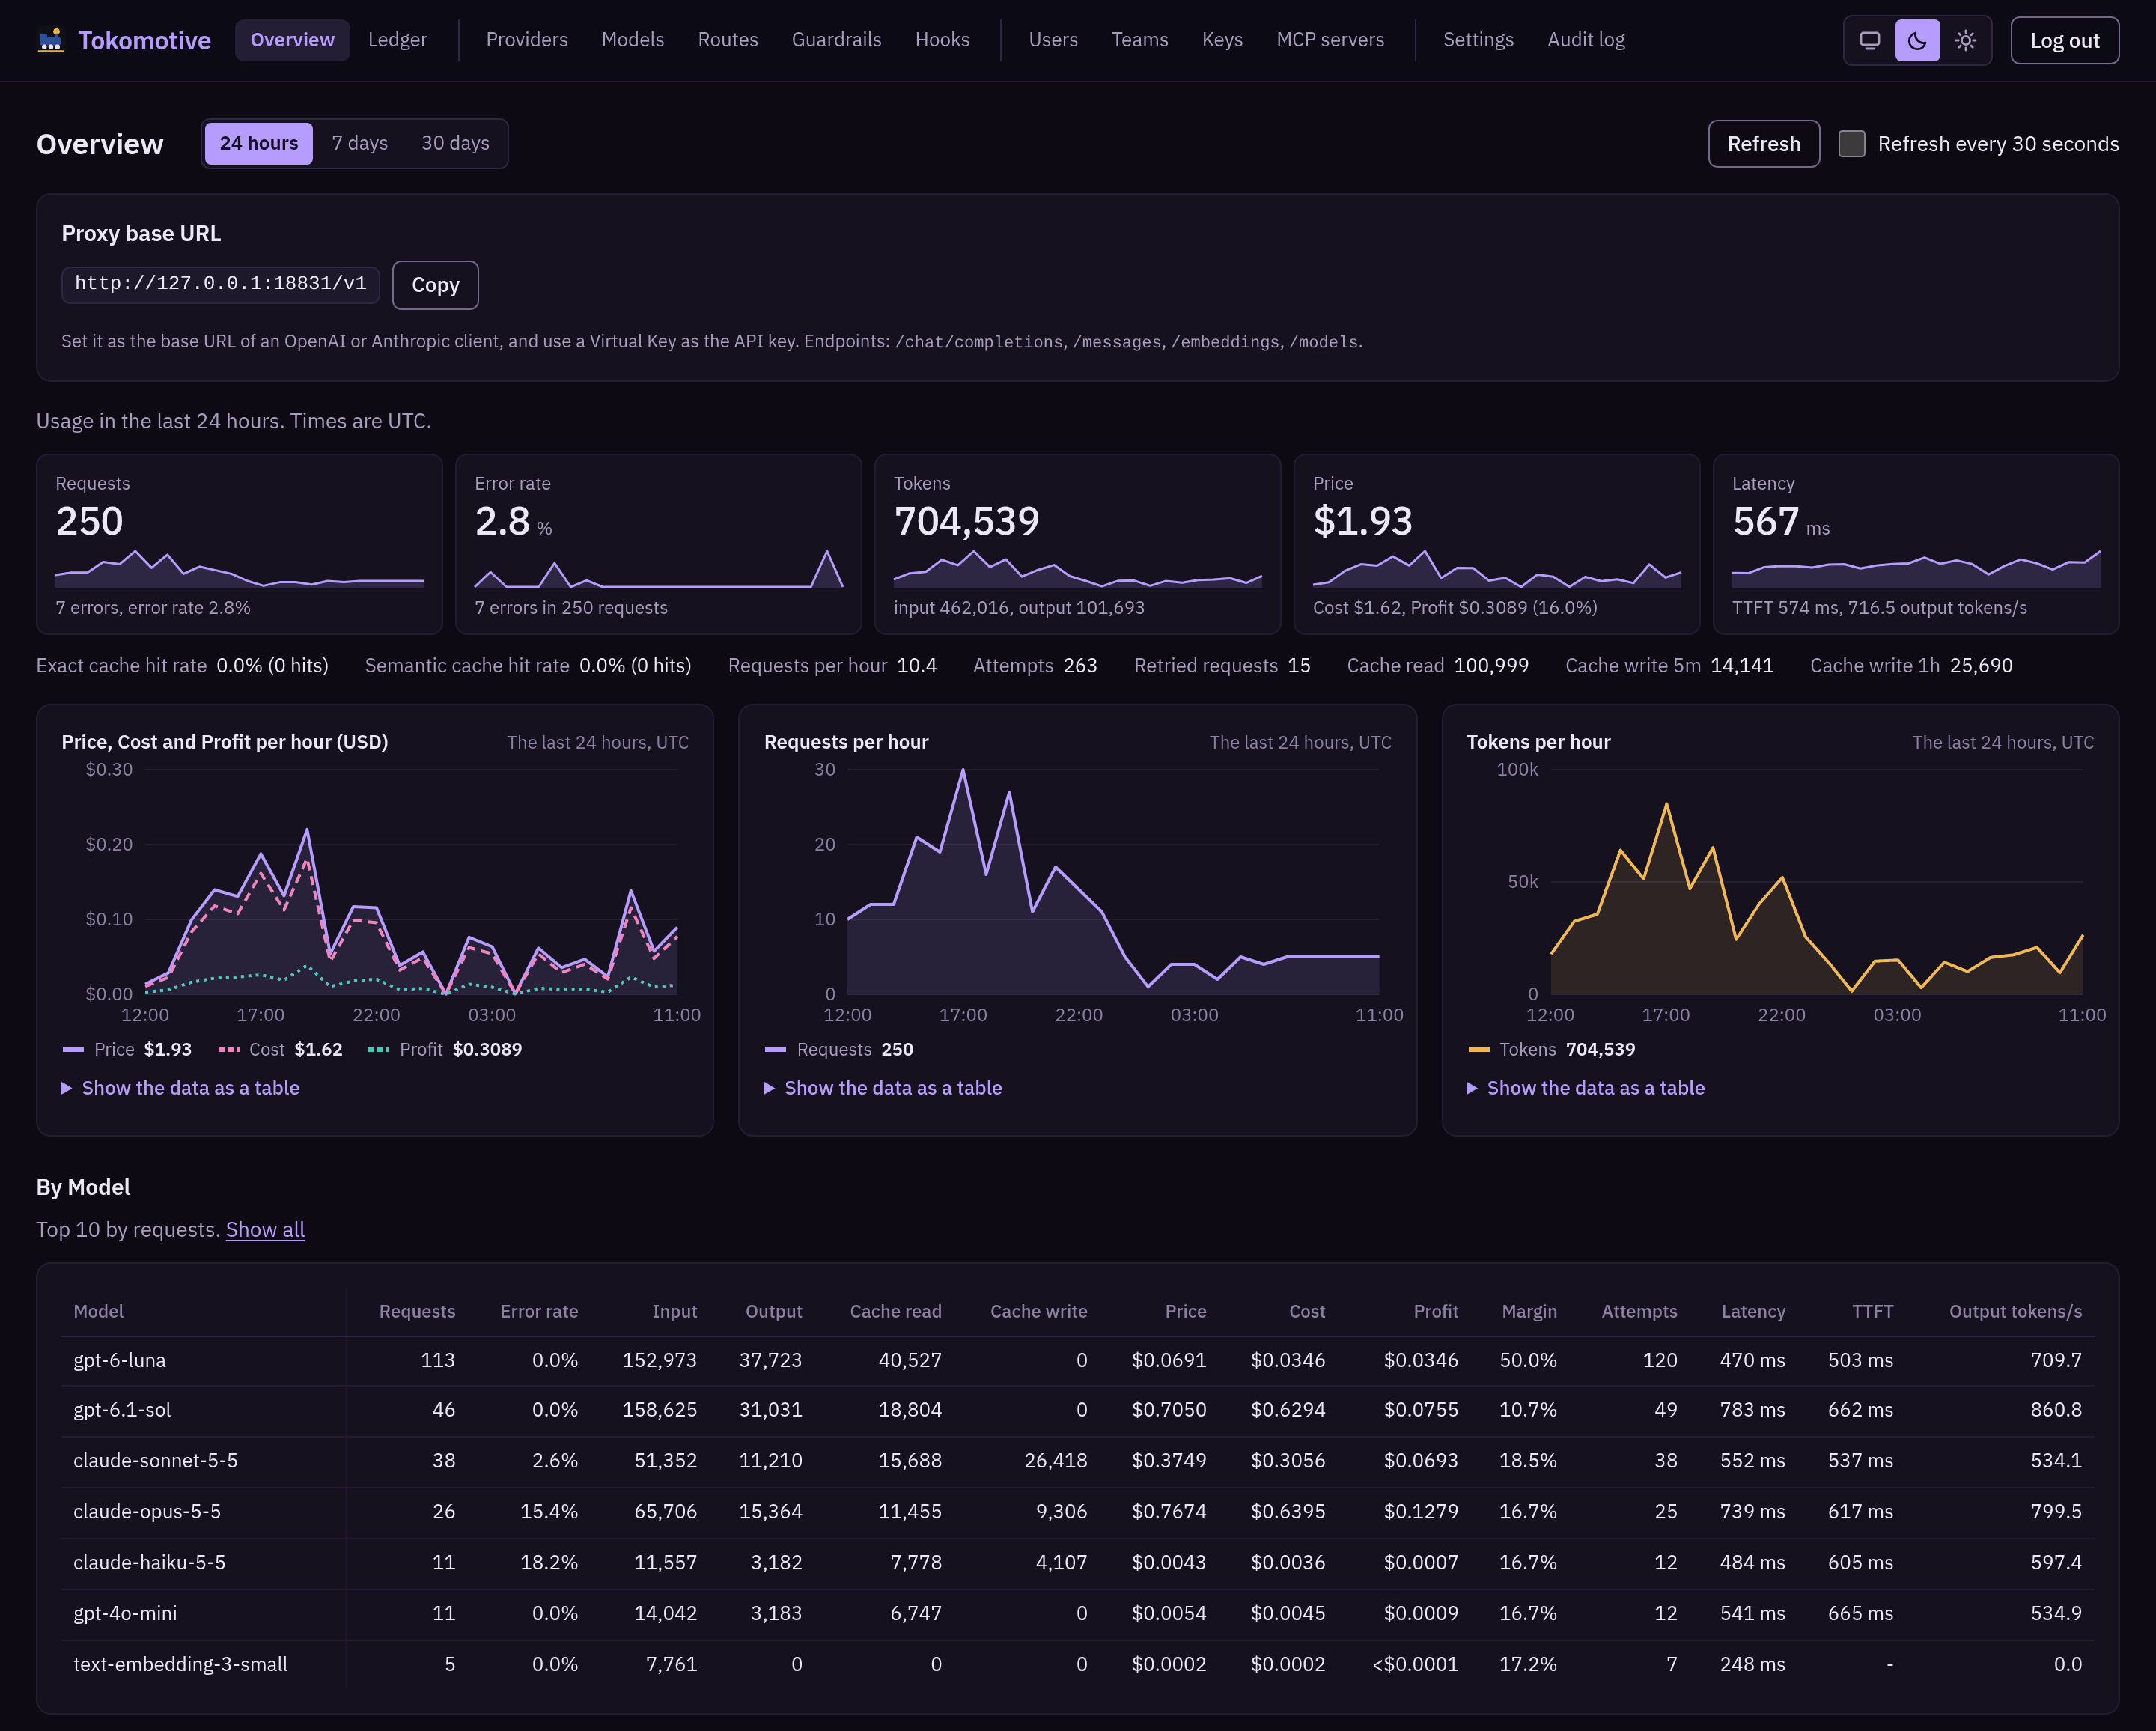 Tokomotive Overview Ledger Providers Models Routes Guardrails Hooks Users Teams Keys MCP servers Settings Audit log Log out
Overview 24 hours 7 days 30 days Refresh Refresh every 30 seconds
Proxy base URL
http://127.0.0.1:18831/v1 Copy
Set it as the base URL of an OpenAI or Anthropic client, and use a Virtual Key as the API key. Endpoints: /chat/completions, /messages, /embeddings, /models.
Usage in the last 24 hours. Times are UTC.
Requests
250
7 errors, error rate 2.8%
Error rate
2.8 %
7 errors in 250 requests
Tokens
704,539
input 462,016, output 101,693
Price
$1.93
Cost $1.62, Profit $0.3089 (16.0%)
Latency
567 ms
TTFT 574 ms, 716.5 output tokens/s
Exact cache hit rate 0.0% (0 hits) Semantic cache hit rate 0.0% (0 hits) Requests per hour 10.4 Attempts 263 Retried requests 15 Cache read 100,999 Cache write 5m 14,141 Cache write 1h 25,690
Price, Cost and Profit per hour (USD) The last 24 hours, UTC
$0.30
$0.20
$0.10
$0.00
12:00 17:00 22:00 03:00 11:00
Price $1.93 Cost $1.62 Profit $0.3089
Show the data as a table
Requests per hour The last 24 hours, UTC
30
20
10
0
12:00 17:00 22:00 03:00 11:00
Requests 250
Show the data as a table
Tokens per hour The last 24 hours, UTC
100k
50k
0
12:00 17:00 22:00 03:00 11:00
Tokens 704,539
Show the data as a table
By Model
Top 10 by requests. Show all
Model Requests Error rate Input Output Cache read Cache write Price Cost Profit Margin Attempts Latency TTFT Output tokens/s
gpt-6-luna 113 0.0% 152,973 37,723 40,527 0 $0.0691 $0.0346 $0.0346 50.0% 120 470 ms 503 ms 709.7
gpt-6.1-sol 46 0.0% 158,625 31,031 18,804 0 $0.7050 $0.6294 $0.0755 10.7% 49 783 ms 662 ms 860.8
claude-sonnet-5-5 38 2.6% 51,352 11,210 15,688 26,418 $0.3749 $0.3056 $0.0693 18.5% 38 552 ms 537 ms 534.1
claude-opus-5-5 26 15.4% 65,706 15,364 11,455 9,306 $0.7674 $0.6395 $0.1279 16.7% 25 739 ms 617 ms 799.5
claude-haiku-5-5 11 18.2% 11,557 3,182 7,778 4,107 $0.0043 $0.0036 $0.0007 16.7% 12 484 ms 605 ms 597.4
gpt-4o-mini 11 0.0% 14,042 3,183 6,747 0 $0.0054 $0.0045 $0.0009 16.7% 12 541 ms 665 ms 534.9
text-embedding-3-small 5 0.0% 7,761 0 0 0 $0.0002 $0.0002 <$0.0001 17.2% 7 248 ms - 0.0